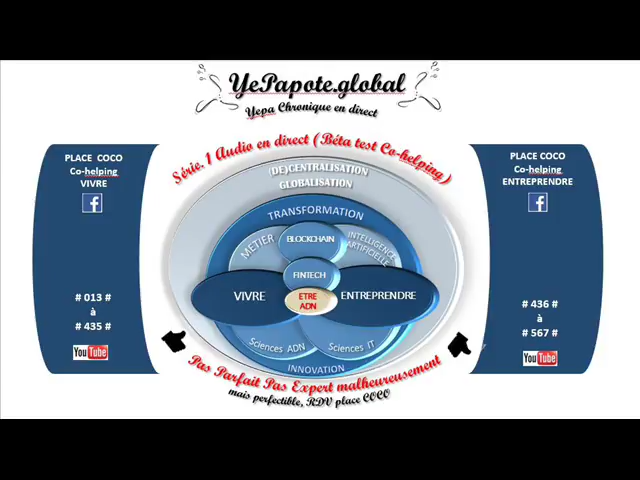 YePapote.global
Yepa Chronique en direct
Série.1 Audio en direct (Béta test Co-helping)
PLACE COCO
Co-helping
VIVRE
f
# 013 #
à
# 435 #
YouTube
(DE)CENTRALISATION
GLOBALISATION
TRANSFORMATION
METIER
BLOCKCHAIN
INTELLIGENCE
ARTIFICIELLE
FINTECH
VIVRE
ETRE
ADN
ENTREPRENDRE
Sciences ADN
Sciences IT
INNOVATION
PLACE COCO
Co-helping
ENTREPRENDRE
f
# 436 #
à
# 567 #
YouTube
Pas Parfait Pas Expert malheureusement
mais perfectible, RDV place COCO